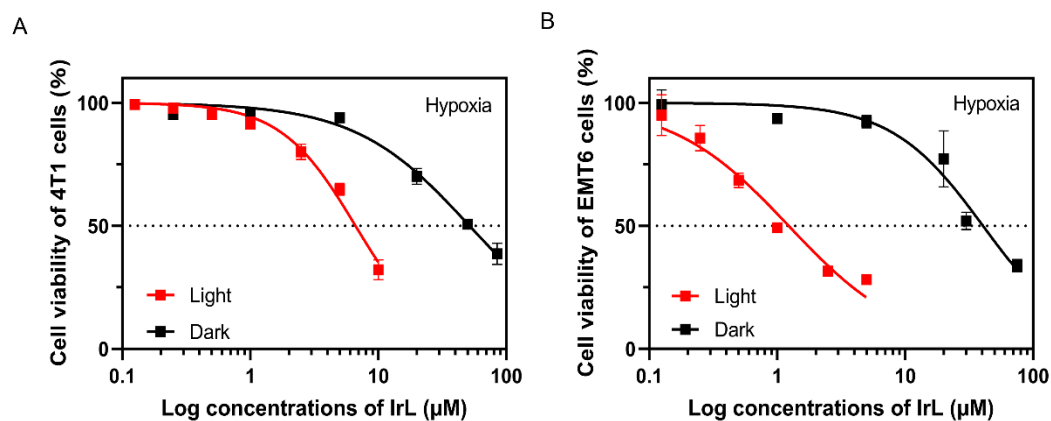 A
Cell viability of 4T1 cells (%)
100
50
0
Hypoxia
Light
Dark
0.1
1
10
100
Log concentrations of IrL (μM)
B
Cell viability of EMT6 cells (%)
100
50
0
Hypoxia
Light
Dark
0.1
1
10
100
Log concentrations of IrL (μM)